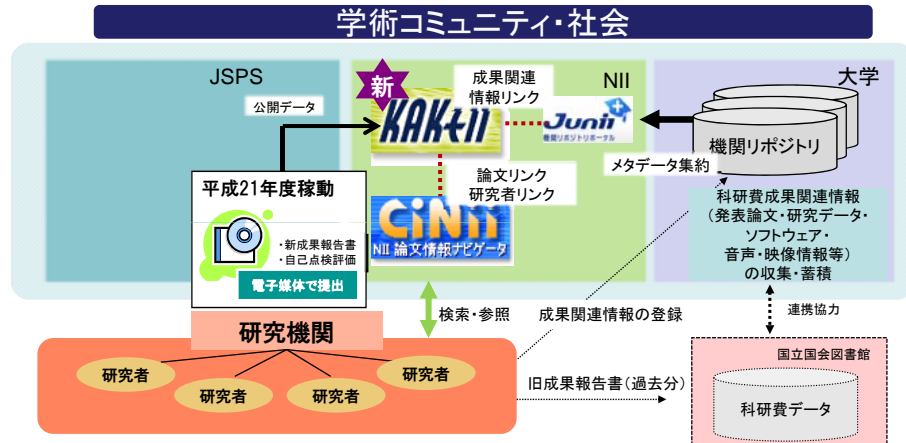 学術コミュニティ・社会
JSPS
NII
大学
新
成果関連
情報リンク
公開データ
KAKEN
Junii
機関リポジトリポータル
機関リポジトリ
メタデータ集約
論文リンク
研究者リンク
平成21年度稼動
・新成果報告書
・自己点検評価
電子媒体で提出
CiNii
NII 論文情報ナビゲータ
科研費成果関連情報
(発表論文・研究データ・
ソフトウェア・
音声・映像情報等)
の収集・蓄積
検索・参照
成果関連情報の登録
連携協力
研究機関
研究者
研究者
研究者
研究者
旧成果報告書(過去分)
国立国会図書館
科研費データ